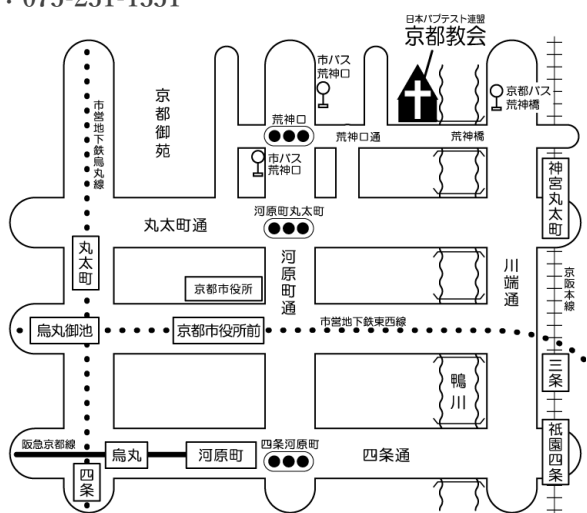 : 075-231-1351
日本バプテスト連盟
京都教会
市バス
荒神口
京都バス
荒神橋
市営地下鉄烏丸線
京都御苑
荒神口
荒神口通
荒神橋
市バス
荒神口
神宮丸太町
河原町丸太町
丸太町通
丸太町
河原町通
川端通
京阪本線
京都市役所
烏丸御池
京都市役所前
市営地下鉄東西線
三条
鴨川
祇園四条
阪急京都線
烏丸
河原町
四条河原町
四条通
四条